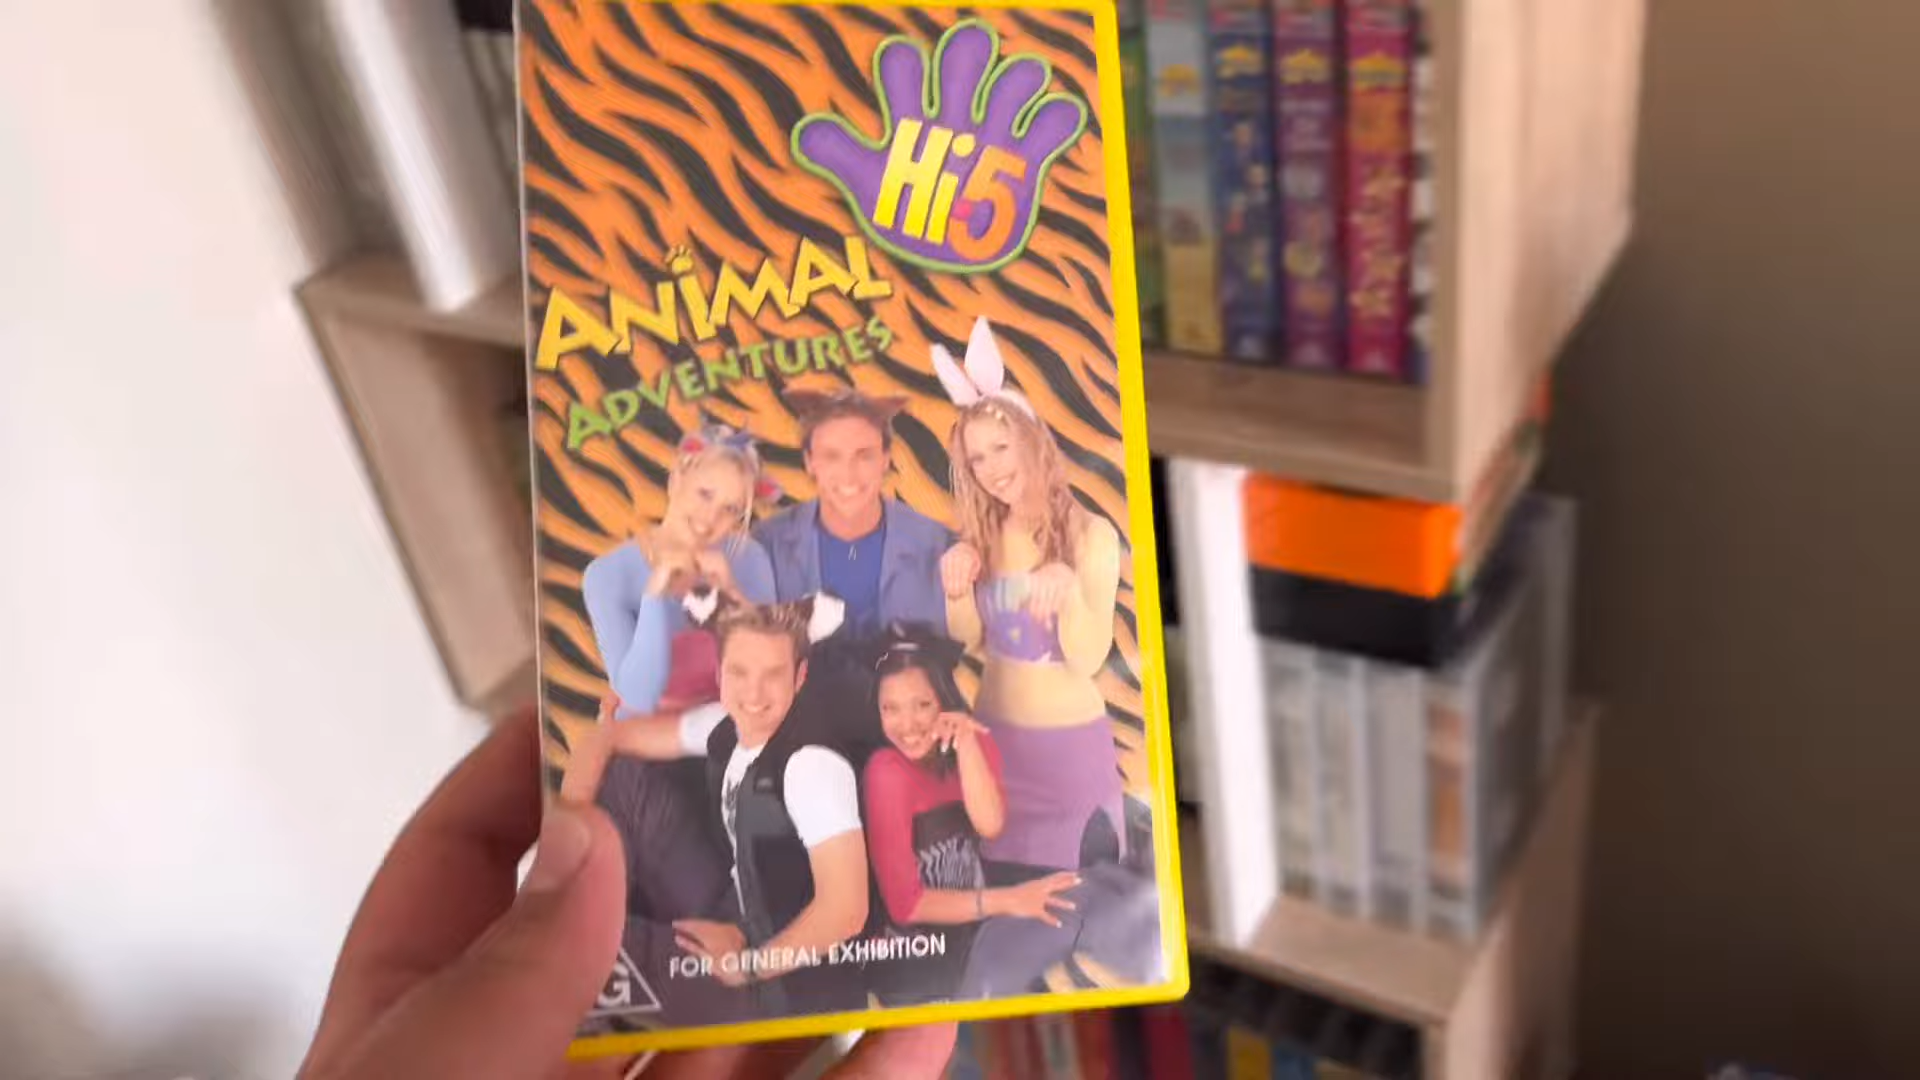 Hi-5
ANiMAL
ADVENTURES
FOR GENERAL EXHIBITION
G